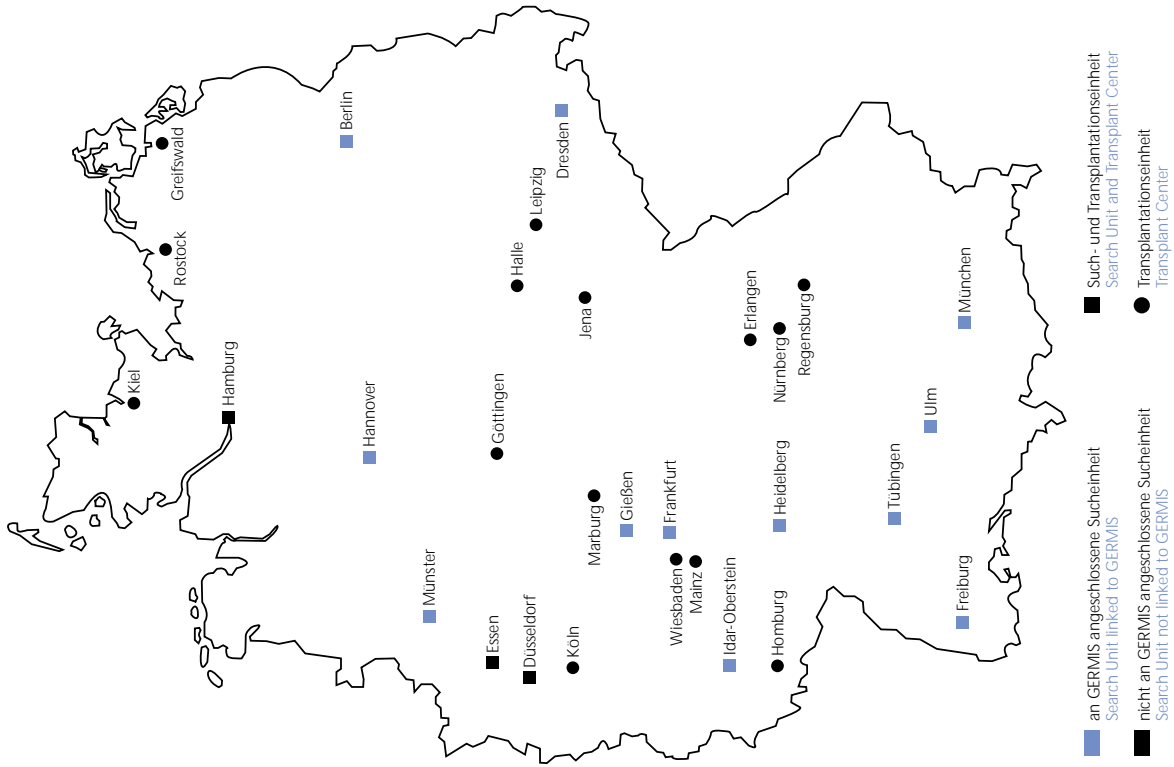 Kiel
Greifswald
Rostock
Hamburg
Berlin
Hannover
Münster
Göttingen
Essen
Düsseldorf
Köln
Halle
Leipzig
Dresden
Jena
Marburg
Gießen
Frankfurt
Wiesbaden
Mainz
Idar-Oberstein
Homburg
Heidelberg
Erlangen
Nürnberg
Regensburg
Tübingen
Ulm
München
Freiburg
an GERMIS angeschlossene Sucheinheit
Search Unit linked to GERMIS
nicht an GERMIS angeschlossene Sucheinheit
Search Unit not linked to GERMIS
Such- und Transplantationseinheit
Search Unit and Transplant Center
Transplantationseinheit
Transplant Center